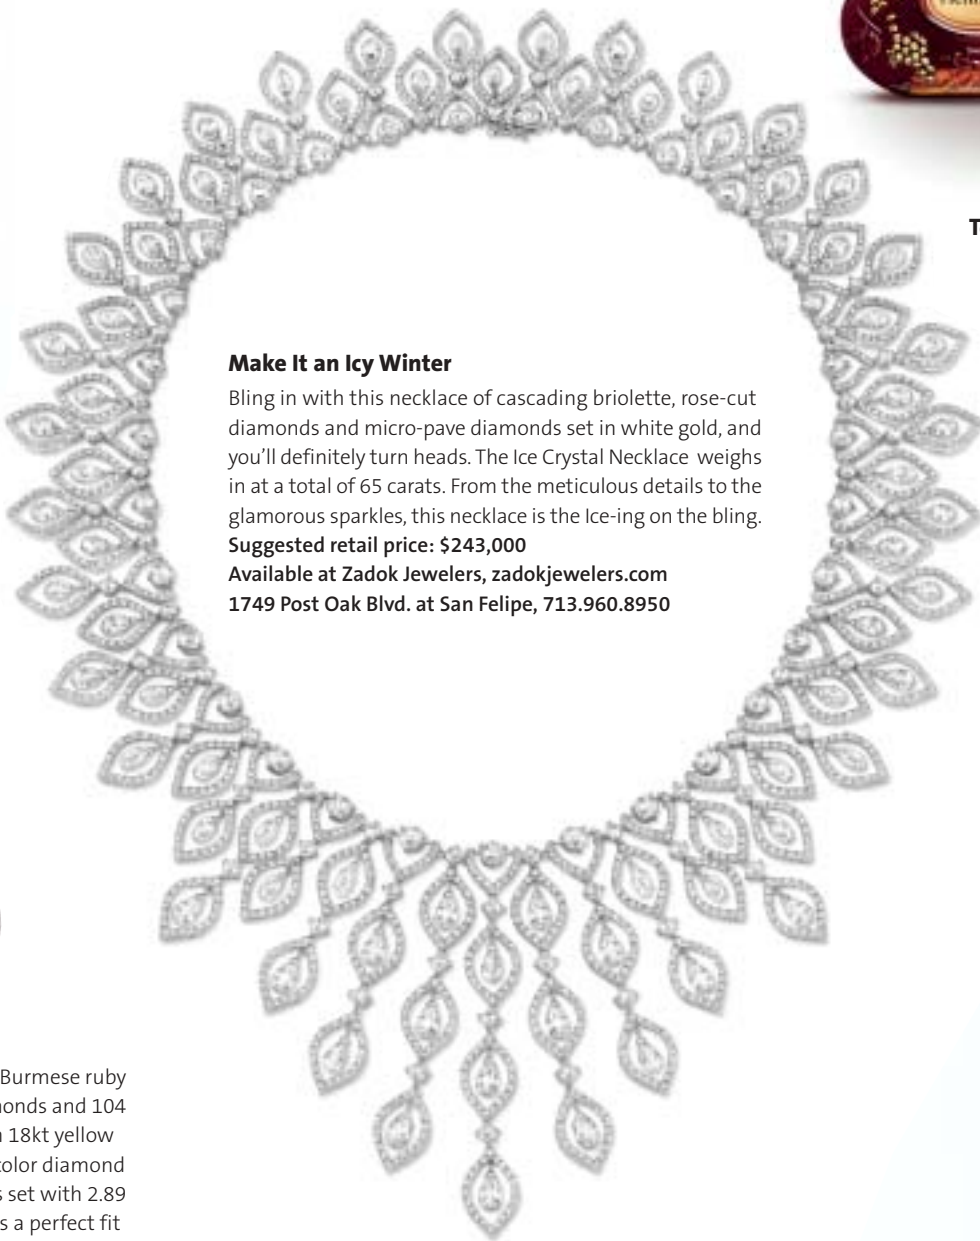 T
Make It an Icy Winter
Bling in with this necklace of cascading briolette, rose-cut
diamonds and micro-pave diamonds set in white gold, and
you’ll definitely turn heads. The Ice Crystal Necklace weighs
in at a total of 65 carats. From the meticulous details to the
glamorous sparkles, this necklace is the Ice-ing on the bling.
Suggested retail price: $243,000
Available at Zadok Jewelers, zadokjewelers.com
1749 Post Oak Blvd. at San Felipe, 713.960.8950
Burmese ruby
onds and 104
18kt yellow
color diamond
s set with 2.89
s a perfect fit